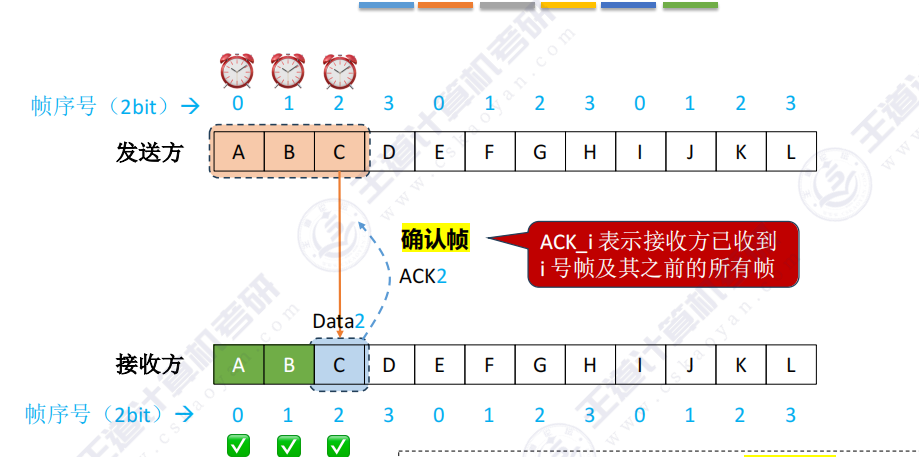 帧序号（2bit）→ 0 1 2 3 0 1 2 3 0 1 2 3
发送方 A B C D E F G H I J K L
确认帧
ACK_i 表示接收方已收到
i 号帧及其之前的所有帧
ACK2
Data2
接收方 A B C D E F G H I J K L
帧序号（2bit）→ 0 1 2 3 0 1 2 3 0 1 2 3
王道计算机考研
www.cskaoyan.com